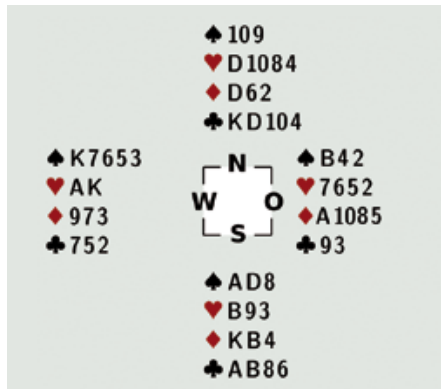 ♠ 109
♥ D1084
♦ D62
♣ KD104
♠ K7653
♥ AK
♦ 973
♣ 752
N
W O
S
♠ B42
♥ 7652
♦ A1085
♣ 93
♠ AD8
♥ B93
♦ KB4
♣ AB86